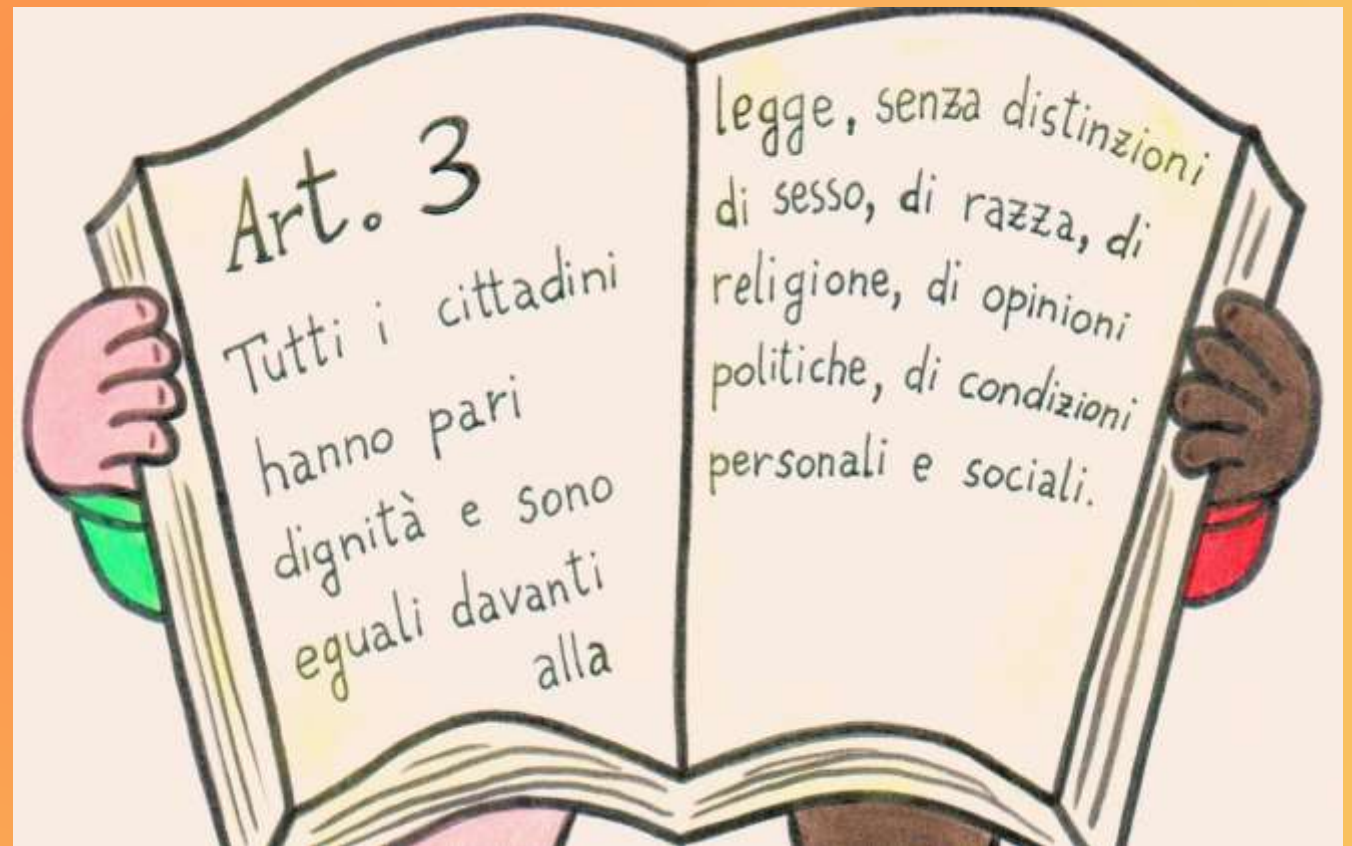 Art. 3
Tutti i cittadini
hanno pari
dignità e sono
eguali davanti
alla
legge, senza distinzioni
di sesso, di razza, di
religione, di opinioni
politiche, di condizioni
personali e sociali.